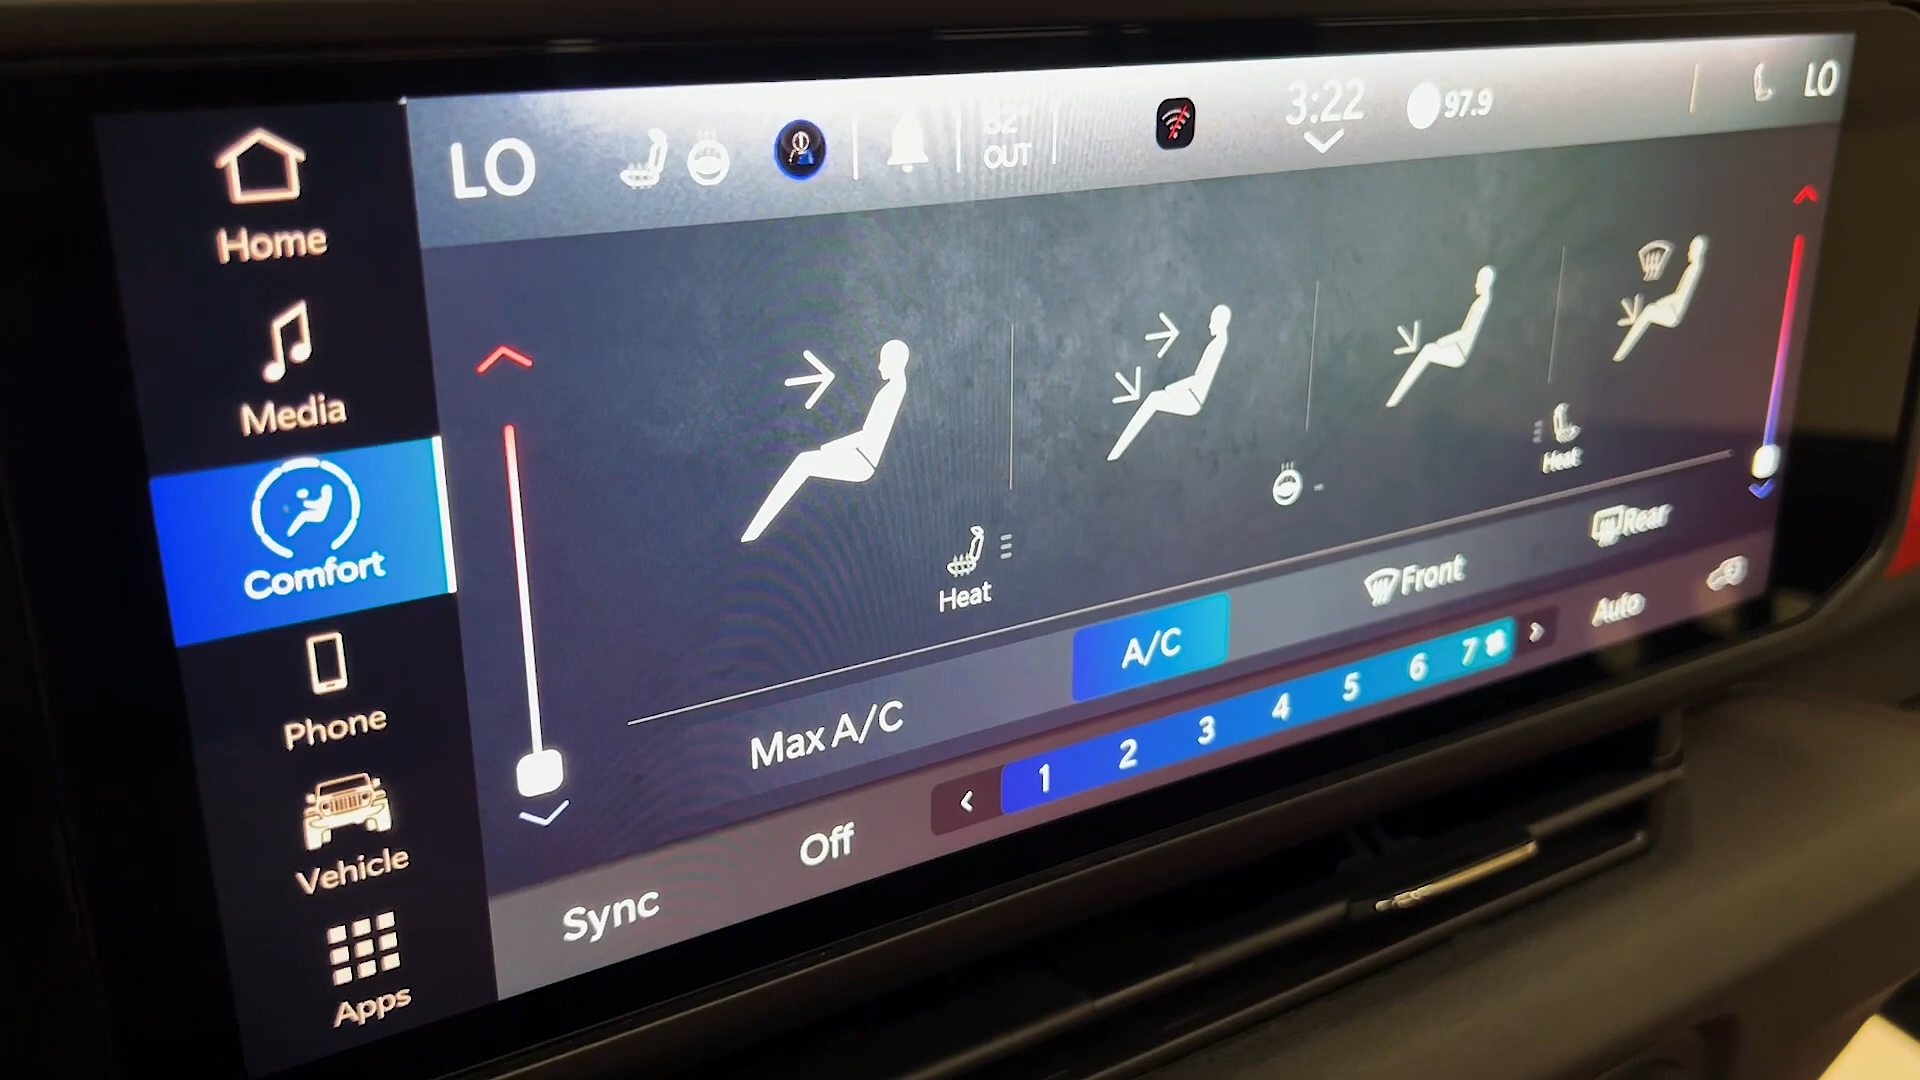 Home
Media
Comfort
Phone
Vehicle
Apps
LO
OUT
3:22
97.9
LO
Heat
Heat
Max A/C
A/C
Front
Rear
Sync
Off
1 2 3 4 5 6 7
Auto